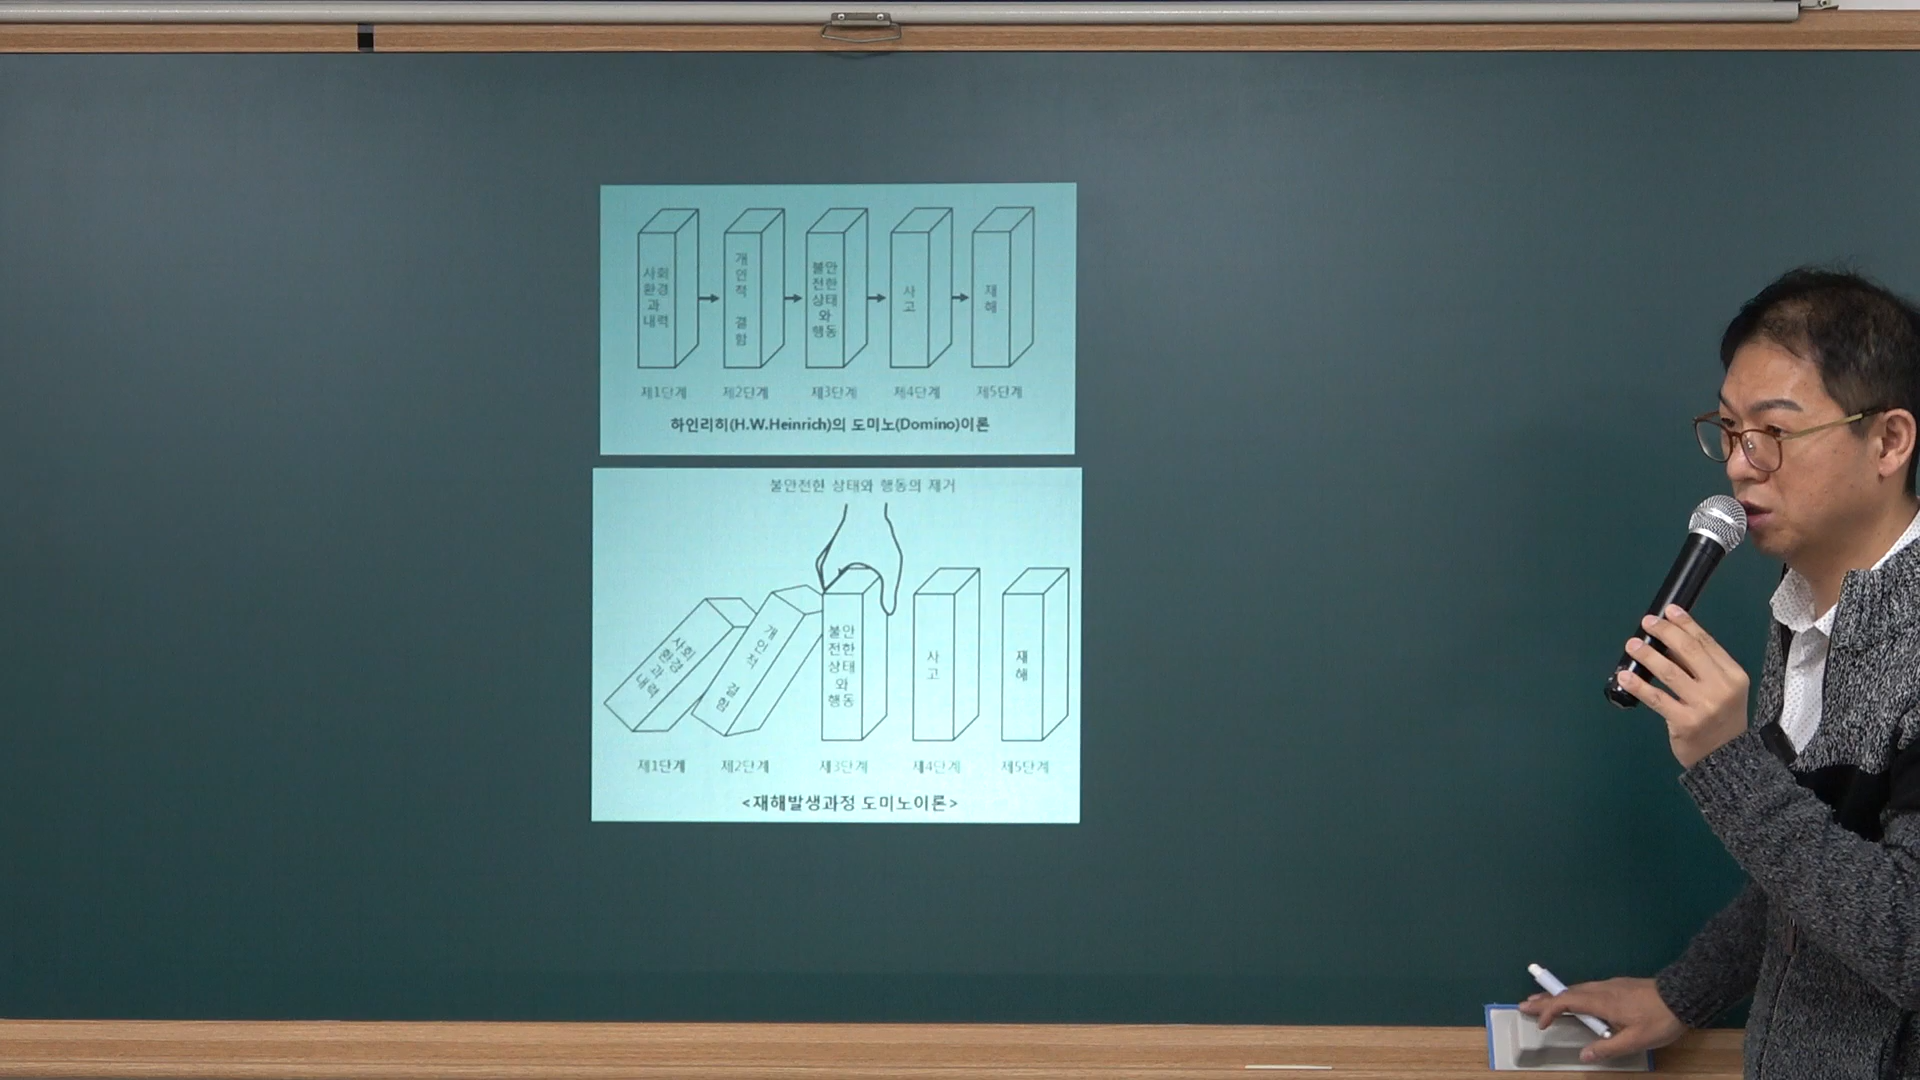 사회
환경
과
내력
개
인
적
결
함
불안
전한
상태
와
행동
사
고
재
해
제1단계 제2단계 제3단계 제4단계 제5단계
하인리히(H.W.Heinrich)의 도미노(Domino)이론
불안전한 상태와 행동의 제거
사회
환경
과
내력
개
인
적
결
함
불안
전한
상태
와
행동
사
고
재
해
제1단계 제2단계 제3단계 제4단계 제5단계
<재해발생과정 도미노이론>